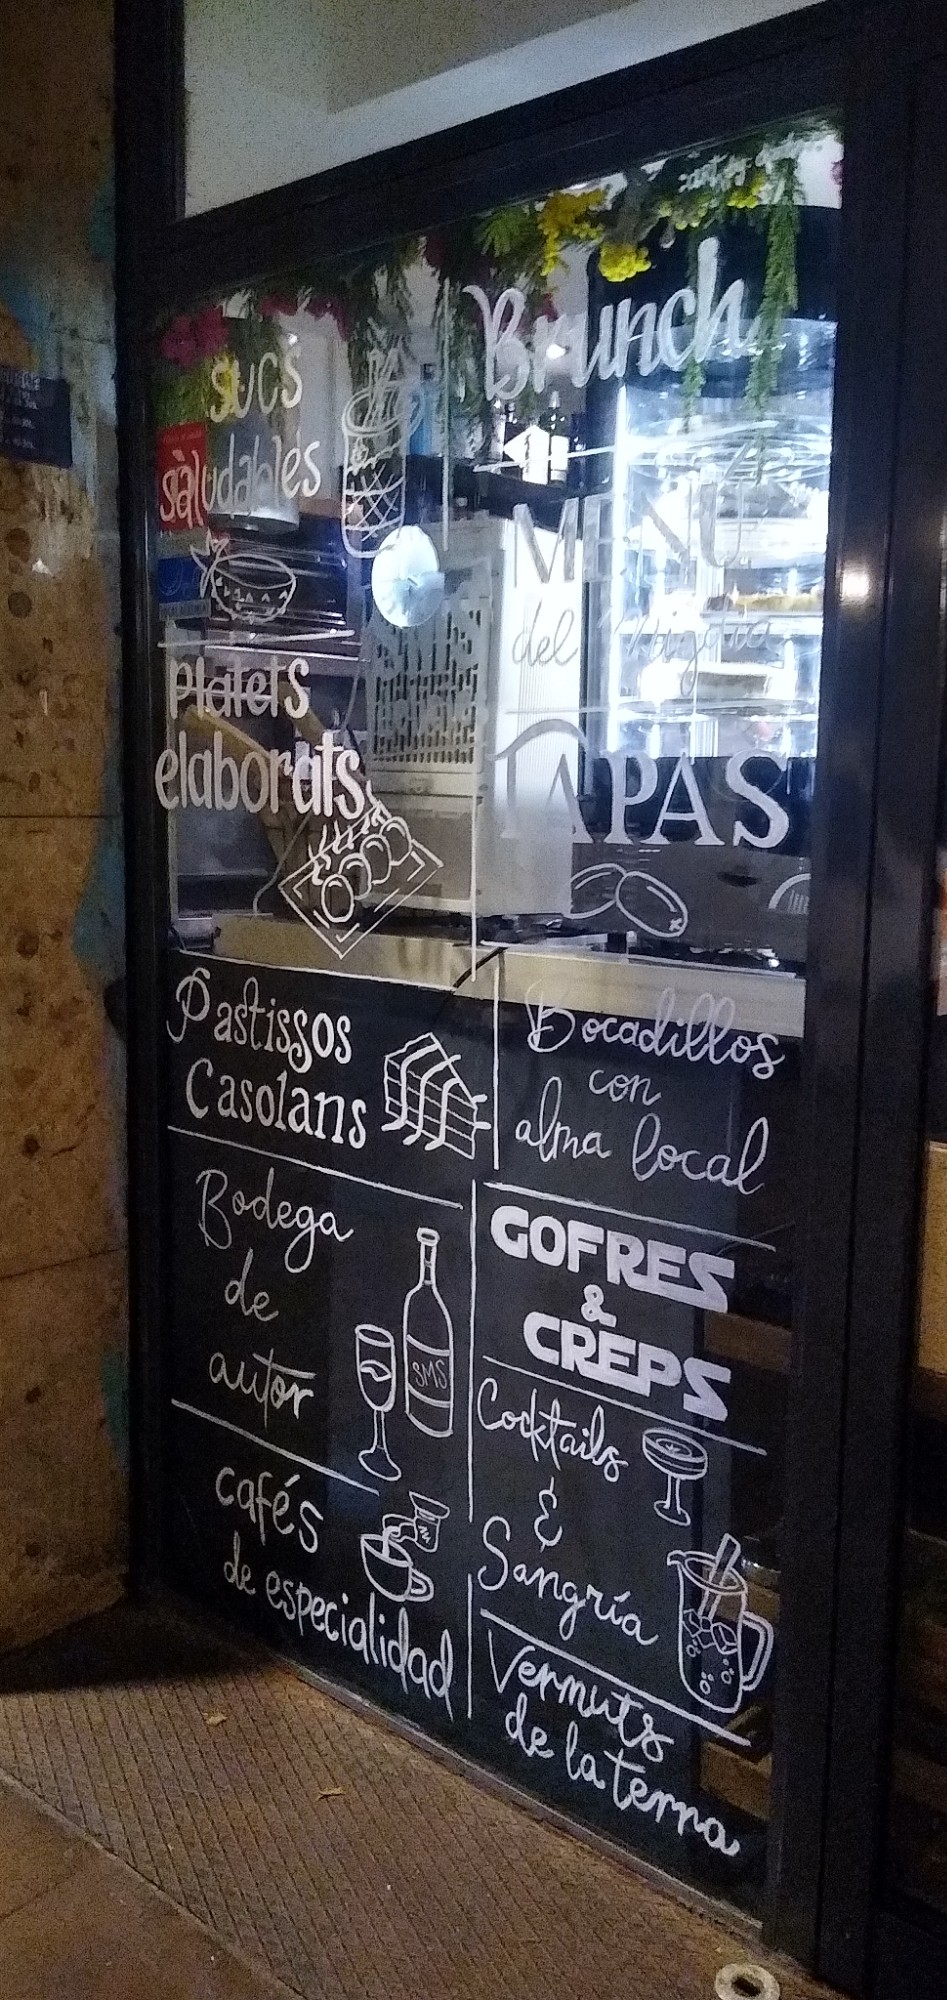 sucs
saludables
platets
elaborats
Brunch
MENÚ
del Migdia
TAPAS
Pastissos
Casolans
Bodega
de
autor
SMS
cafés
de especialidad
Bocadillos
con
alma local
GOFRES
&
CREPS
Cocktails
&
Sangría
Vermuts
de la terra